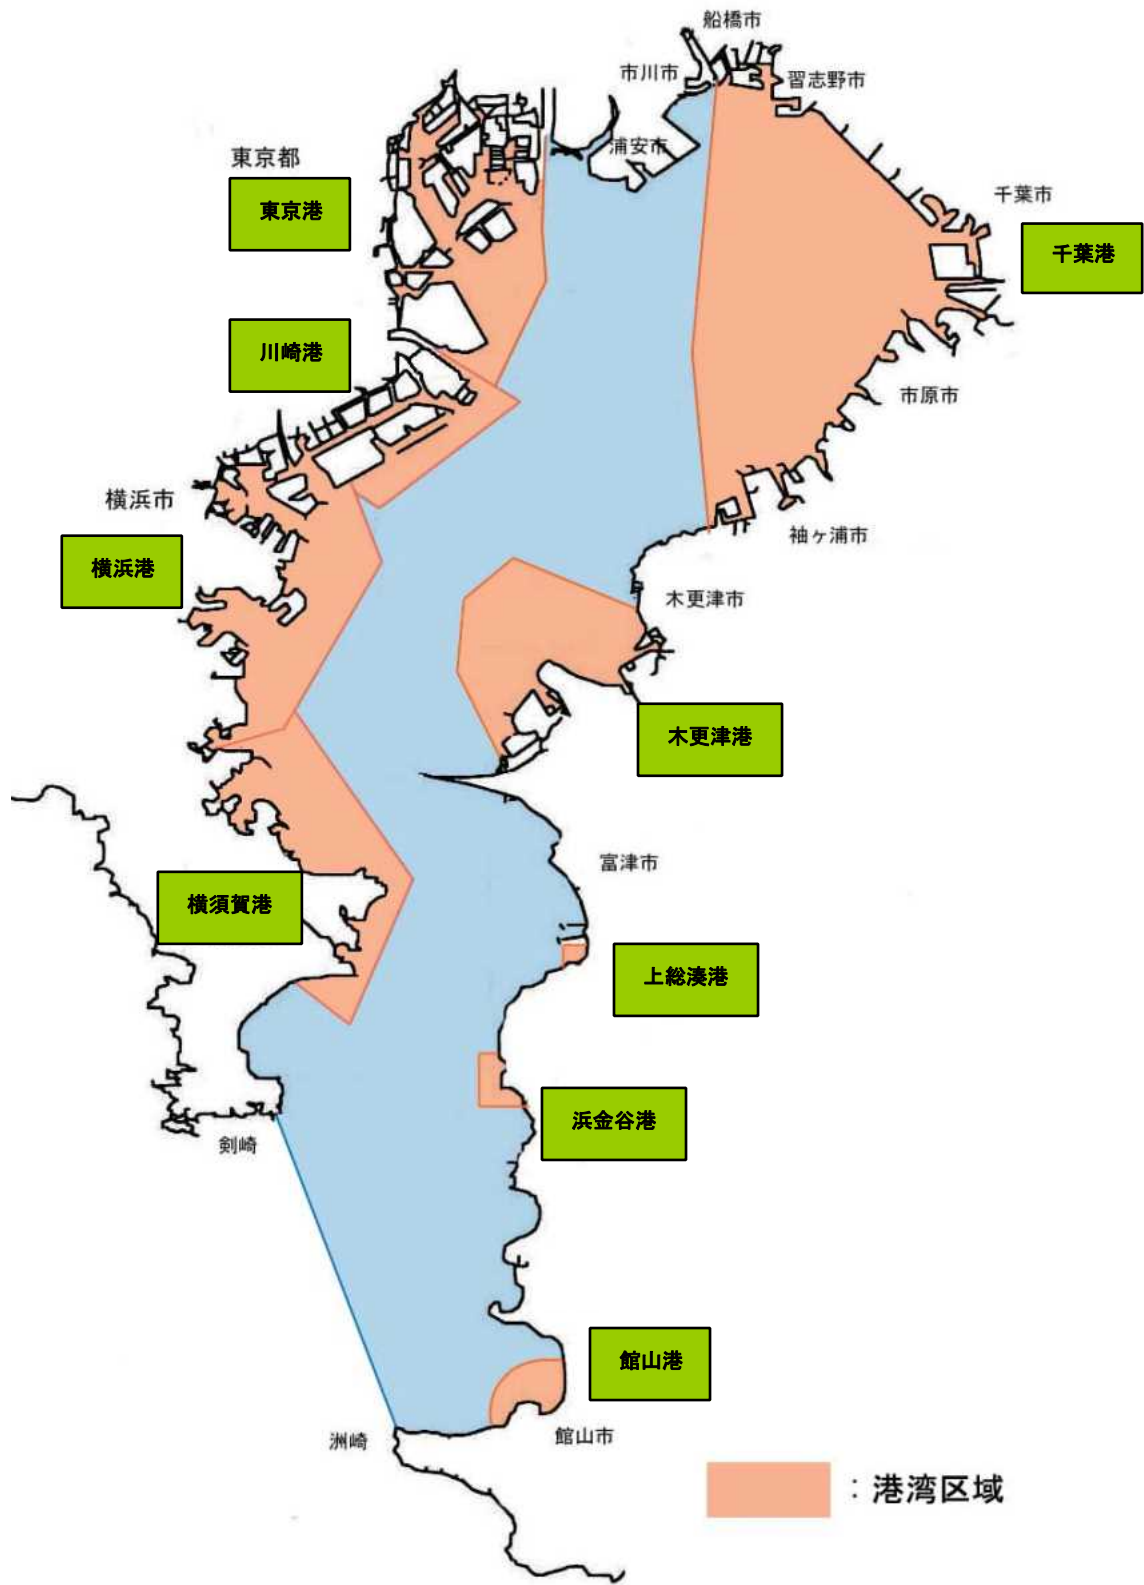 船橋市
市川市
習志野市
浦安市
東京都
千葉市
東京港
千葉港
川崎港
市原市
横浜市
袖ヶ浦市
横浜港
木更津市
木更津港
富津市
横須賀港
上総湊港
浜金谷港
剣崎
館山港
洲崎
館山市
：港湾区域